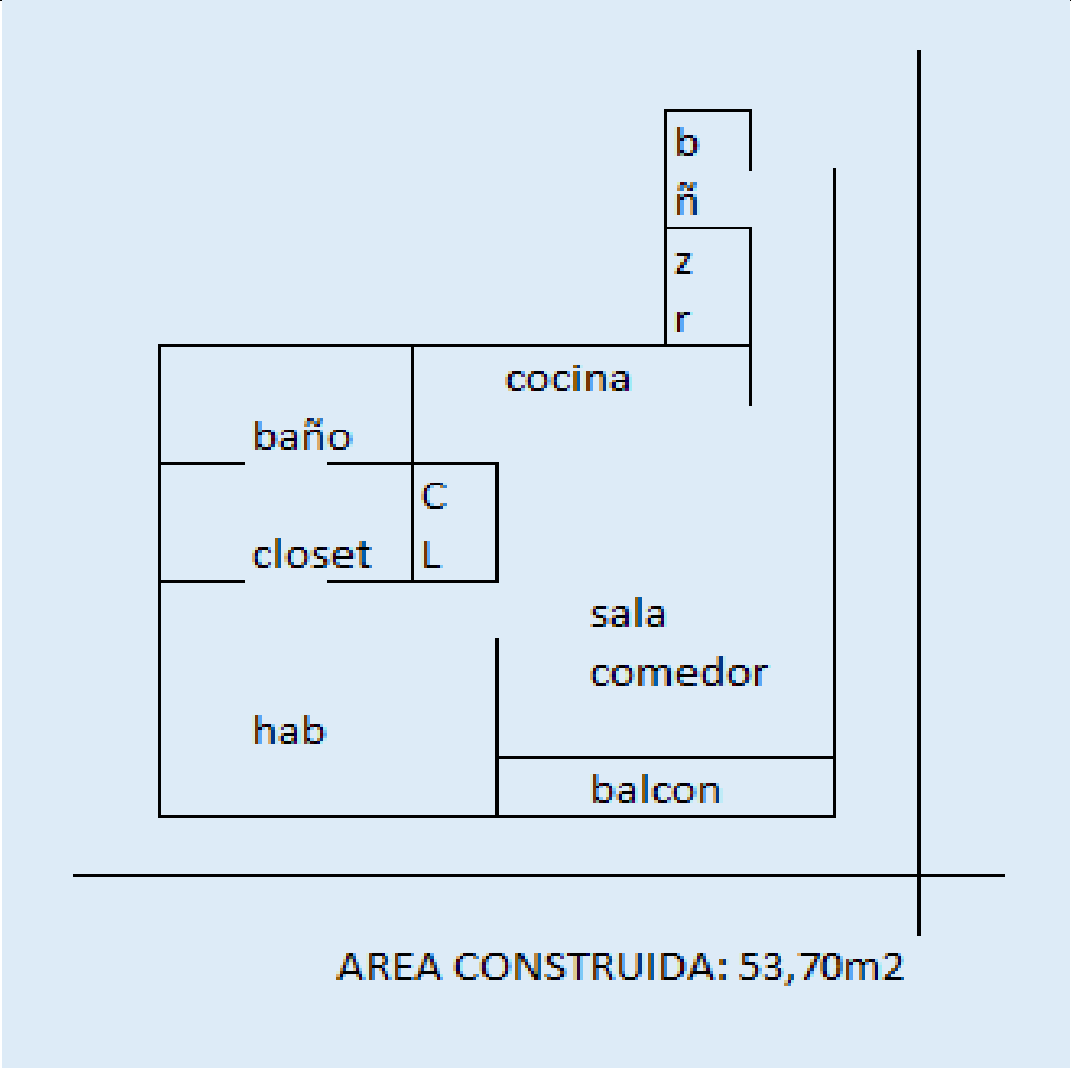 b
ñ
z
r
cocina
baño
C
closet L
sala
comedor
hab
balcon
AREA CONSTRUIDA: 53,70m2